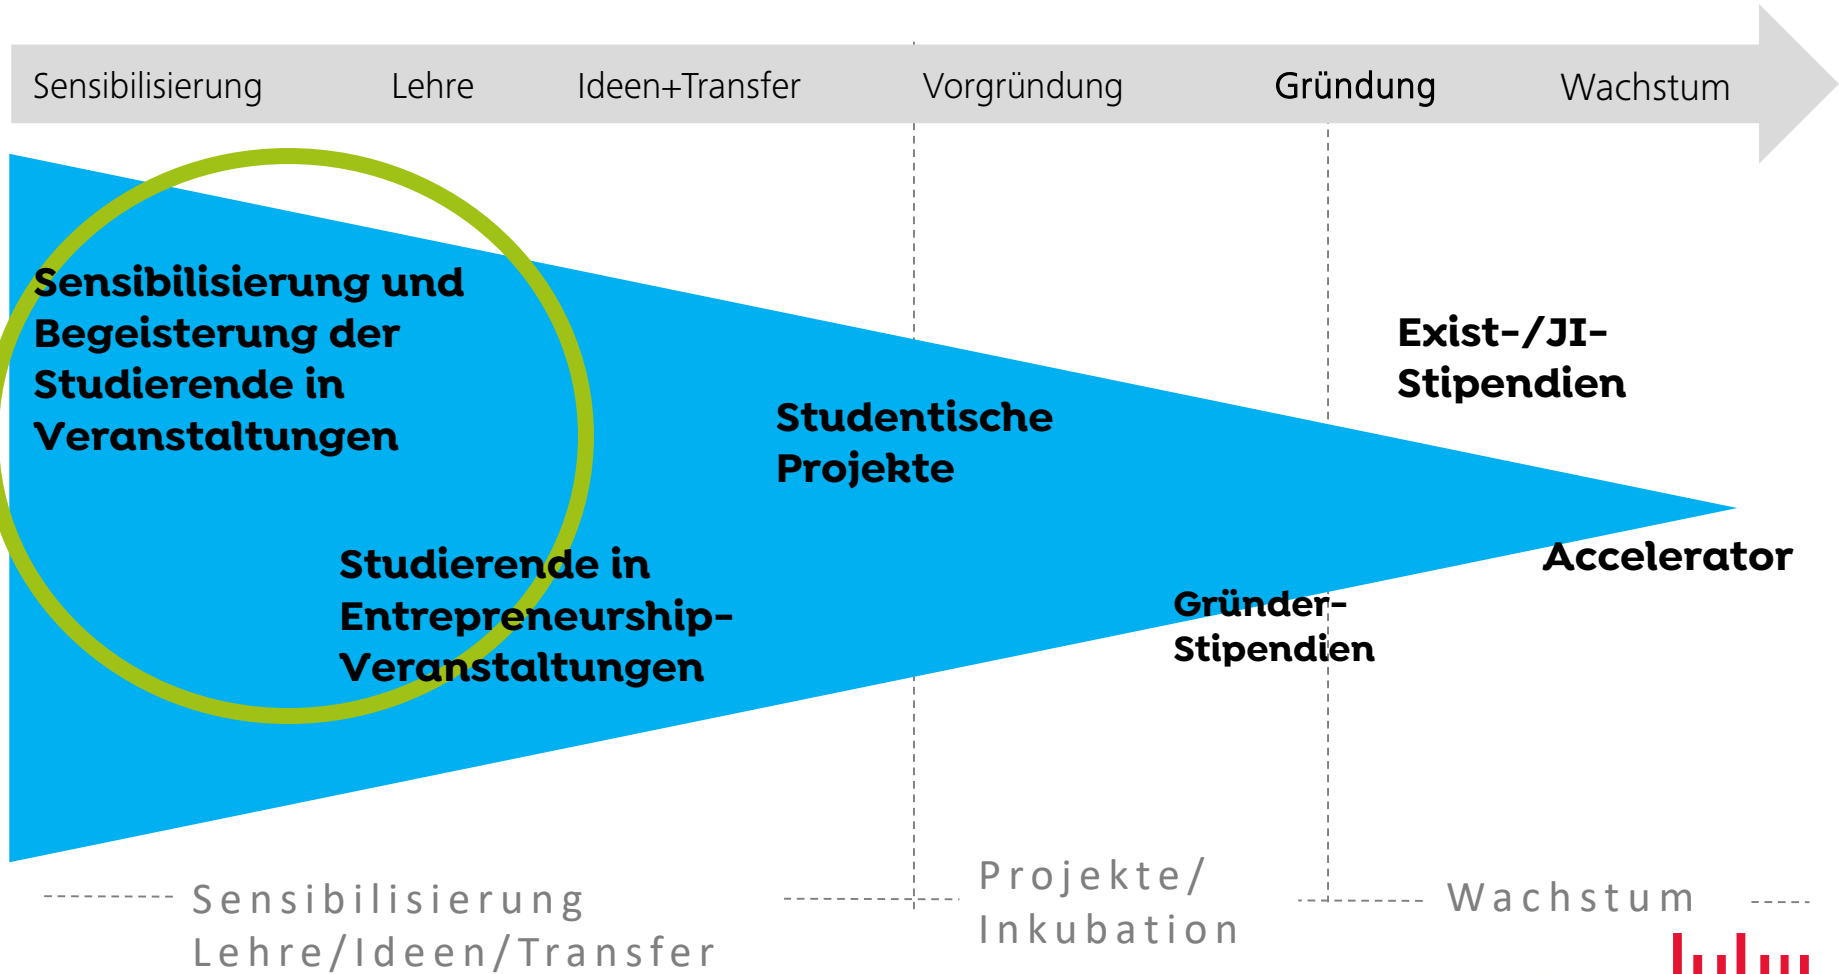 Sensibilisierung Lehre Ideen+Transfer Vorgründung Gründung Wachstum
Sensibilisierung und
Begeisterung der
Studierende in
Veranstaltungen
Exist-/JI-
Stipendien
Studentische
Projekte
Studierende in
Entrepreneurship-
Veranstaltungen
Accelerator
Gründer-
Stipendien
Sensibilisierung
Lehre/Ideen/Transfer
Projekte/
Inkubation
Wachstum